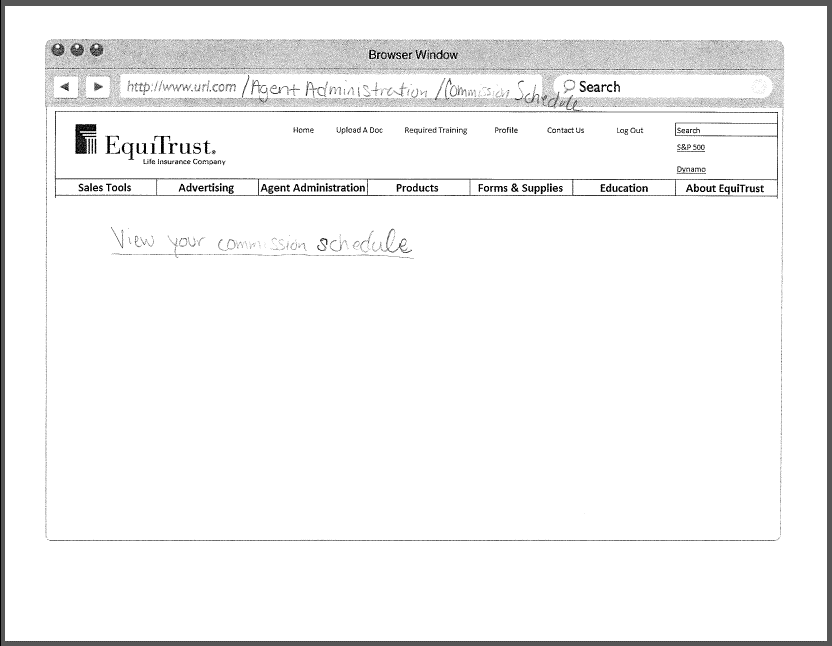 Browser Window
http://www.url.com /Agent Administration /Commission Schedule
Search
Home Upload A Doc Required Training Profile Contact Us Log Out
Search
S&P 500
Dynamo
EquiTrust.
Life Insurance Company
Sales Tools Advertising Agent Administration Products Forms & Supplies Education About EquiTrust
View your commission schedule